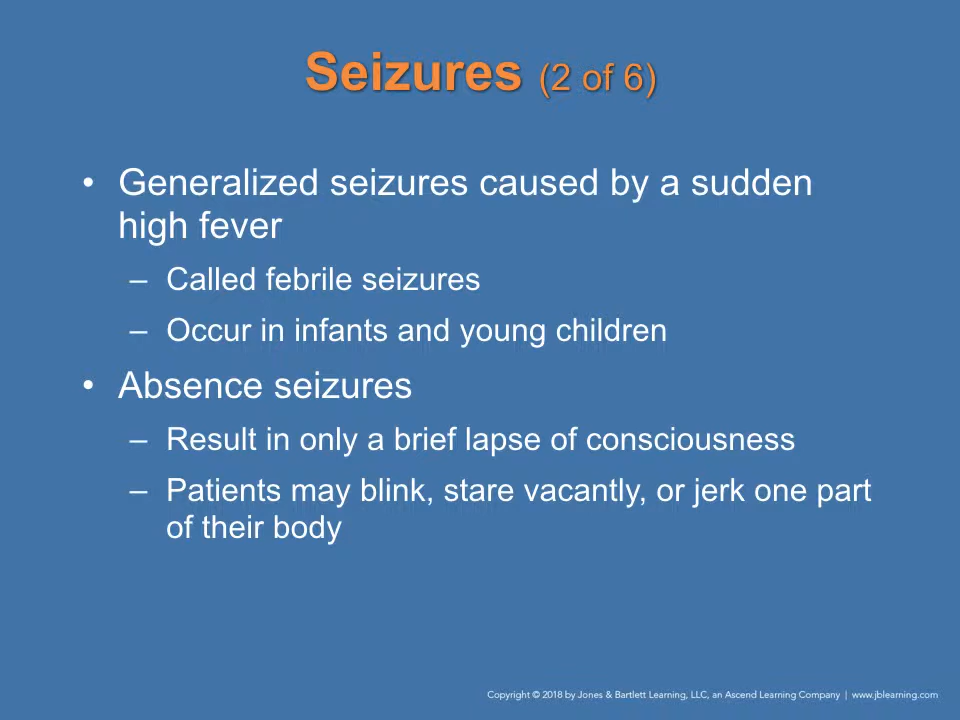 Seizures (2 of 6)
• Generalized seizures caused by a sudden
high fever
– Called febrile seizures
– Occur in infants and young children
• Absence seizures
– Result in only a brief lapse of consciousness
– Patients may blink, stare vacantly, or jerk one part
of their body
Copyright © 2018 by Jones & Bartlett Learning, LLC, an Ascend Learning Company | www.jblearning.com